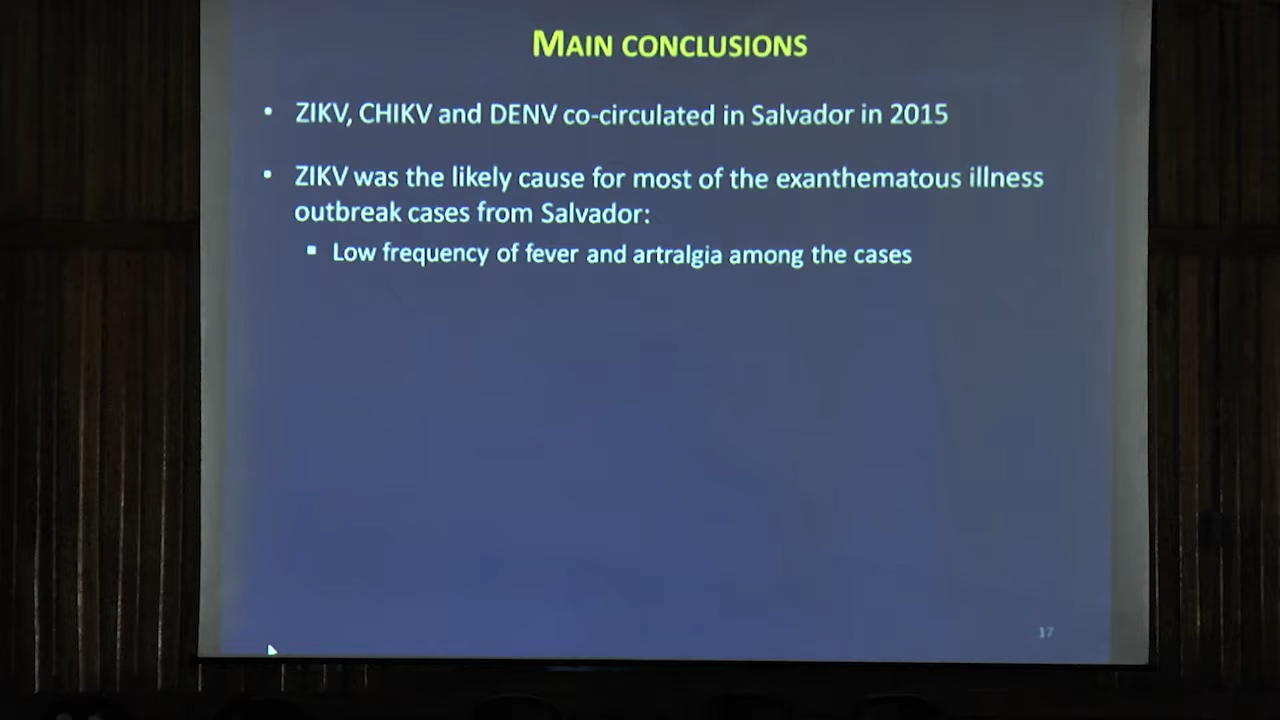 MAIN CONCLUSIONS
• ZIKV, CHIKV and DENV co-circulated in Salvador in 2015
• ZIKV was the likely cause for most of the exanthematous illness
outbreak cases from Salvador:
▪ Low frequency of fever and artralgia among the cases
17